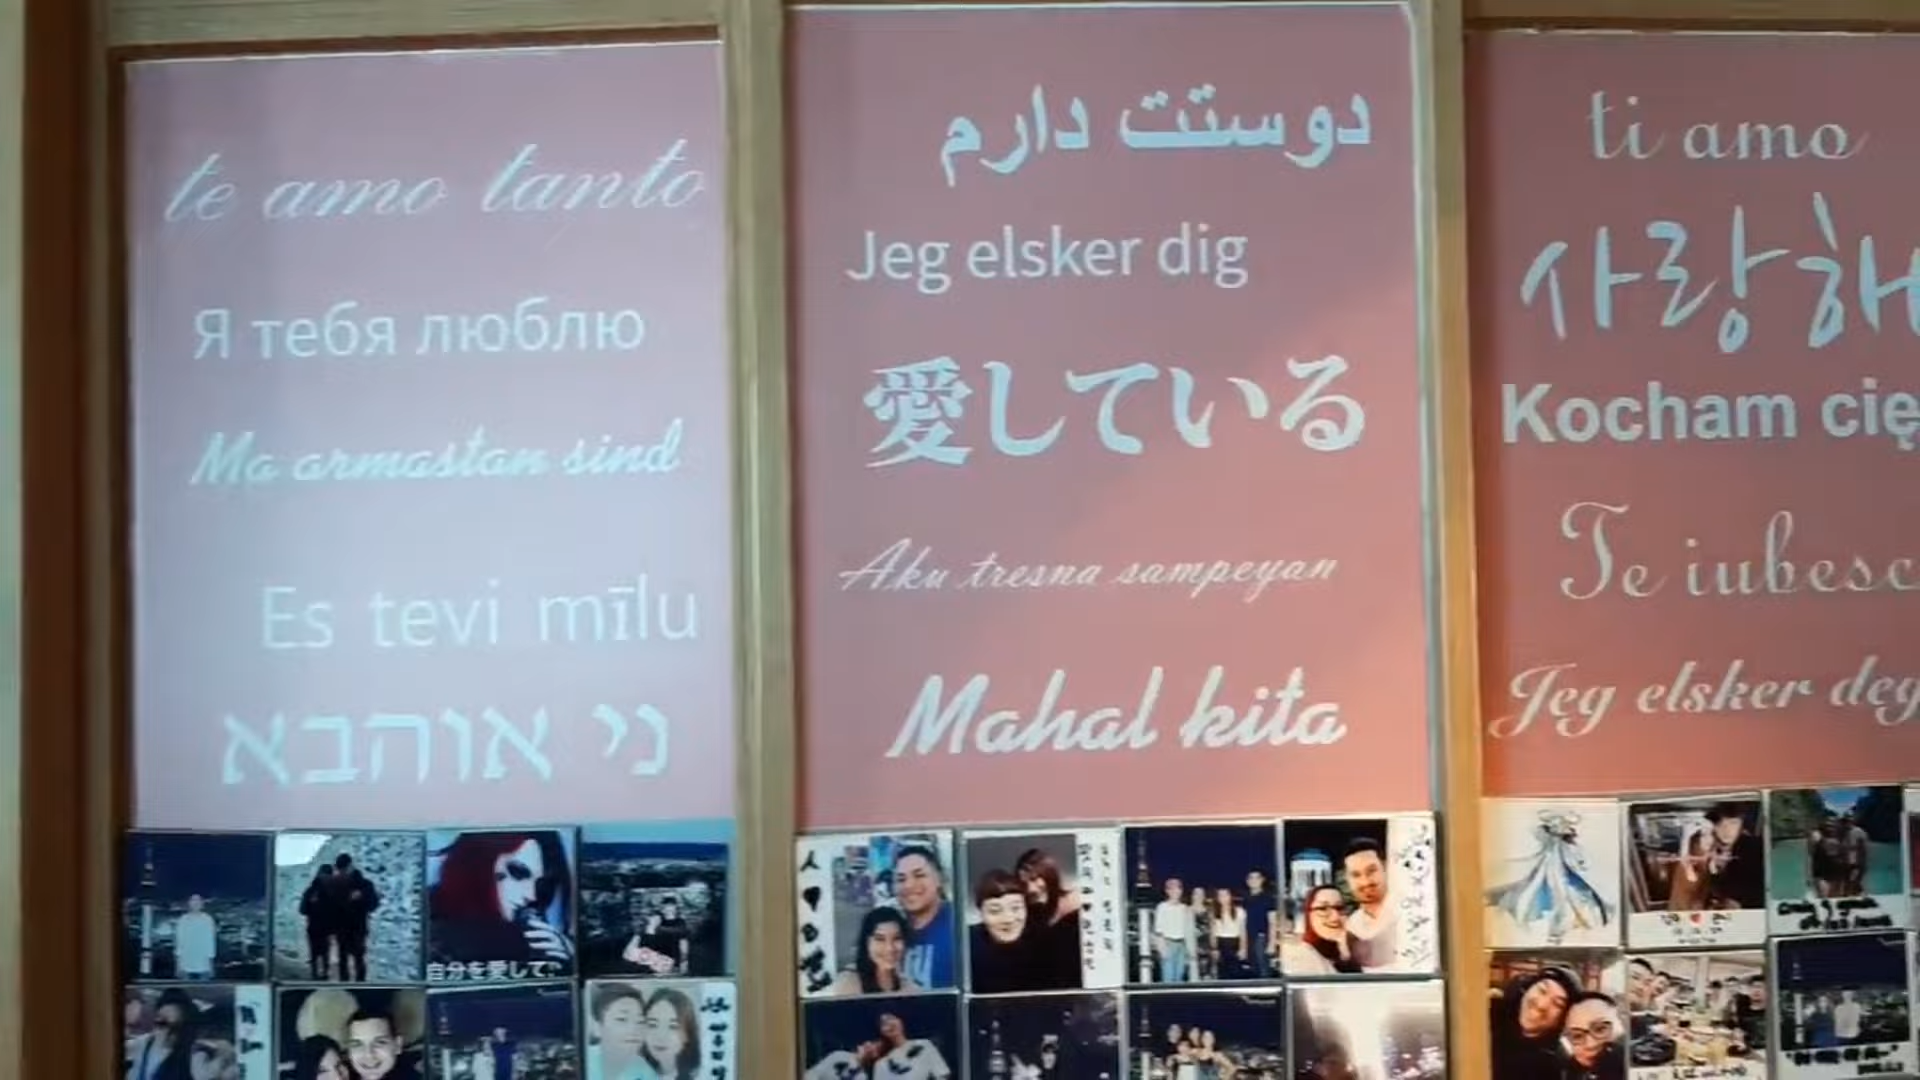 te amo tanto
Я тебя люблю
Ma armastan sind
Es tevi mīlu
ני אוהבא
دوستت دارم
Jeg elsker dig
愛している
Aku tresna sampeyan
Mahal kita
ti amo
사랑해
Kocham cię
Te iubesc
Jeg elsker deg
自分を愛して